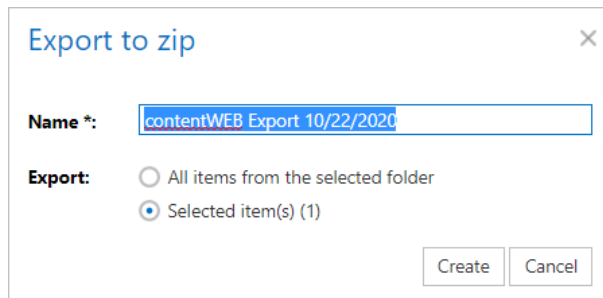 Export to zip
Name *: contentWEB Export 10/22/2020
Export: All items from the selected folder
Selected item(s) (1)
Create Cancel